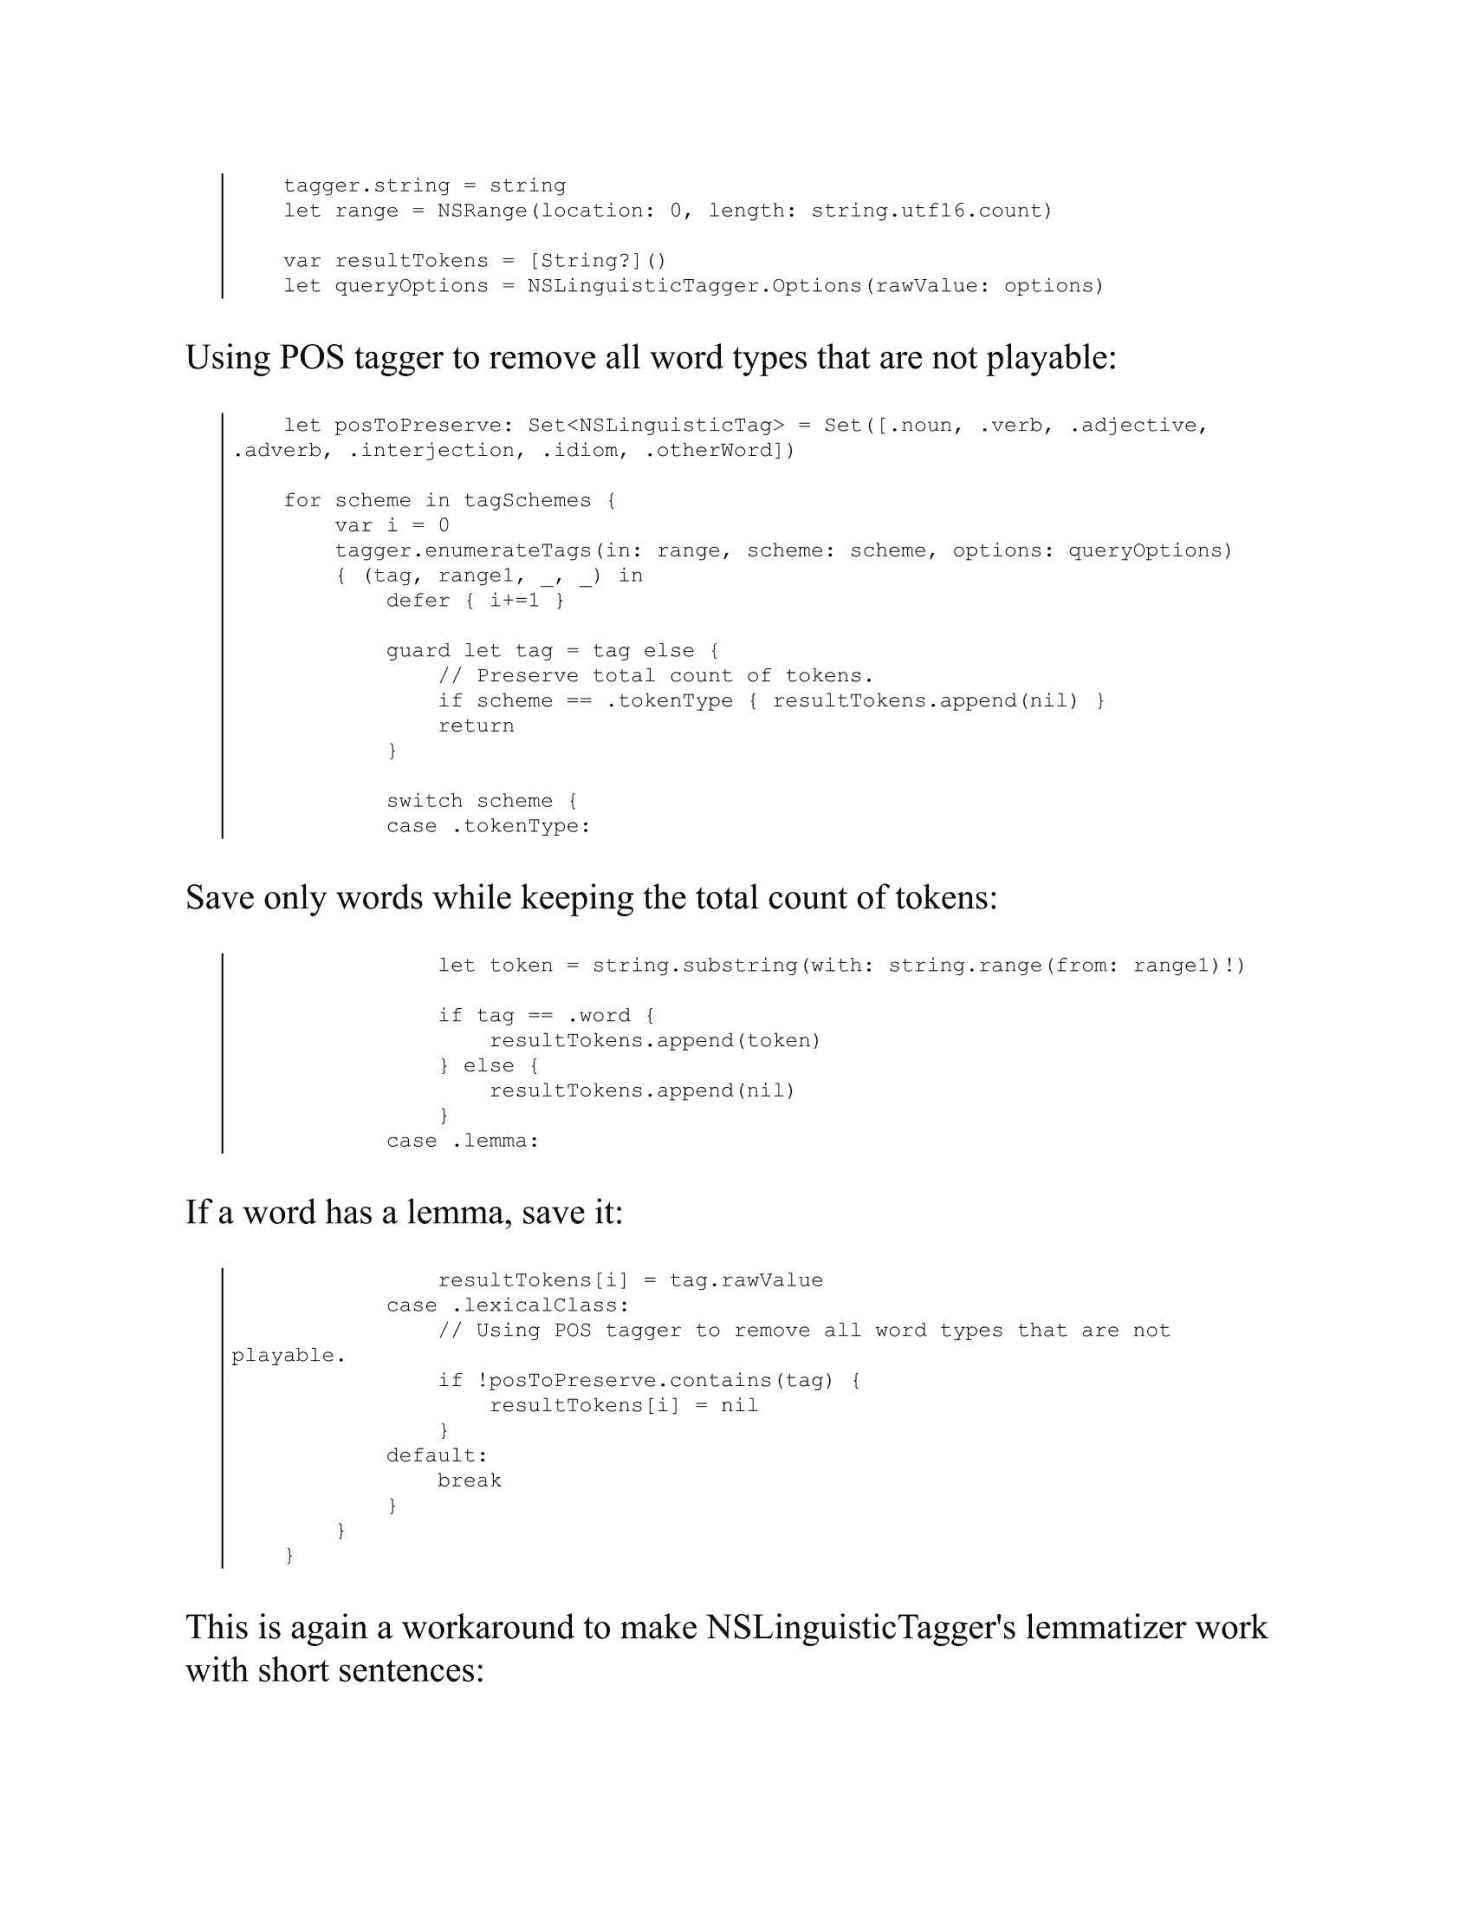 tagger.string = string
let range = NSRange(location: 0, length: string.utf16.count)
var resultTokens = [String?]()
let queryOptions = NSLinguisticTagger.Options(rawValue: options)
Using POS tagger to remove all word types that are not playable:
let posToPreserve: Set<NSLinguisticTag> = Set([.noun, .verb, .adjective,
.adverb, .interjection, .idiom, .otherWord])
for scheme in tagSchemes {
var i = 0
tagger.enumerateTags(in: range, scheme: scheme, options: queryOptions)
{ (tag, range1, _, _) in
defer { i+=1 }
guard let tag = tag else {
// Preserve total count of tokens.
if scheme == .tokenType { resultTokens.append(nil) }
return
}
switch scheme {
case .tokenType:
Save only words while keeping the total count of tokens:
let token = string.substring(with: string.range(from: range1)!)
if tag == .word {
resultTokens.append(token)
} else {
resultTokens.append(nil)
}
case .lemma:
If a word has a lemma, save it:
resultTokens[i] = tag.rawValue
case .lexicalClass:
// Using POS tagger to remove all word types that are not
playable.
if !posToPreserve.contains(tag) {
resultTokens[i] = nil
}
default:
break
}
}
}
This is again a workaround to make NSLinguisticTagger's lemmatizer work
with short sentences: